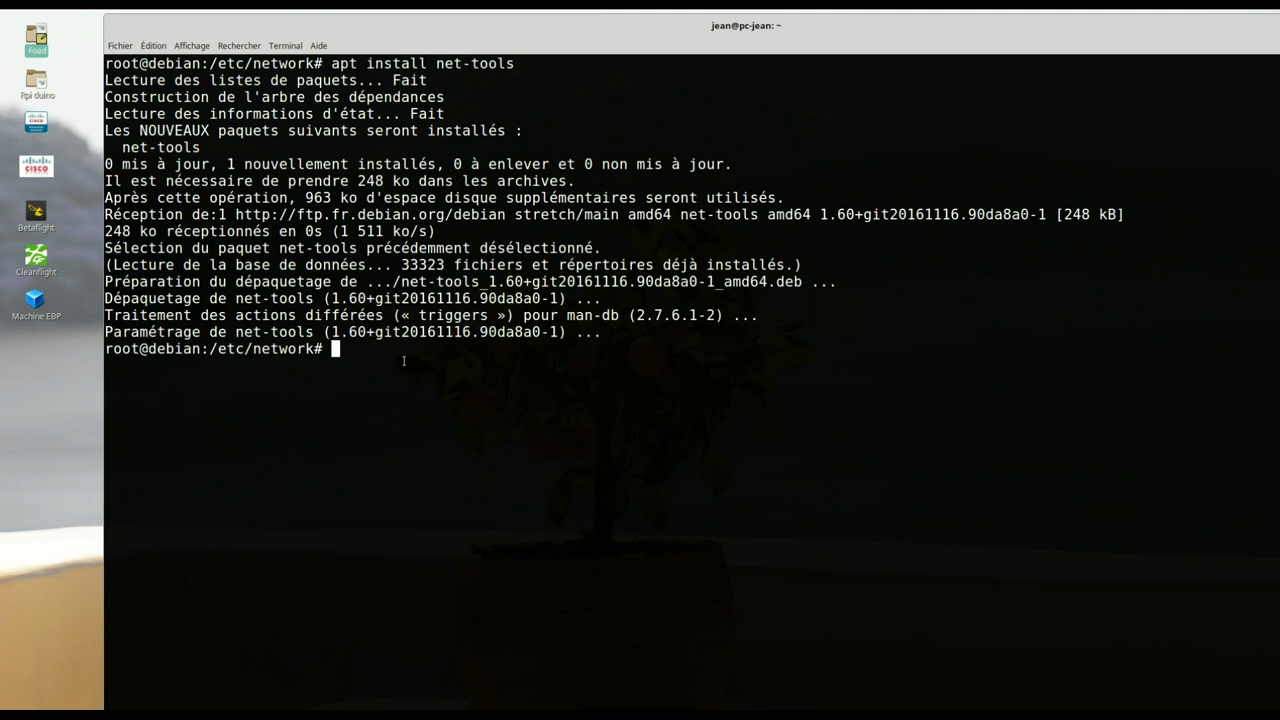 jean@pc-jean: ~
Fichier Édition Affichage Rechercher Terminal Aide
root@debian:/etc/network# apt install net-tools
Lecture des listes de paquets... Fait
Construction de l'arbre des dépendances
Lecture des informations d'état... Fait
Les NOUVEAUX paquets suivants seront installés :
net-tools
0 mis à jour, 1 nouvellement installés, 0 à enlever et 0 non mis à jour.
Il est nécessaire de prendre 248 ko dans les archives.
Après cette opération, 963 ko d'espace disque supplémentaires seront utilisés.
Réception de:1 http://ftp.fr.debian.org/debian stretch/main amd64 net-tools amd64 1.60+git20161116.90da8a0-1 [248 kB]
248 ko réceptionnés en 0s (1 511 ko/s)
Sélection du paquet net-tools précédemment désélectionné.
(Lecture de la base de données... 33323 fichiers et répertoires déjà installés.)
Préparation du dépaquetage de .../net-tools_1.60+git20161116.90da8a0-1_amd64.deb ...
Dépaquetage de net-tools (1.60+git20161116.90da8a0-1) ...
Traitement des actions différées (« triggers ») pour man-db (2.7.6.1-2) ...
Paramétrage de net-tools (1.60+git20161116.90da8a0-1) ...
root@debian:/etc/network#
Foad
Rpi duino
CISCO
Betaflight
Cleanflight
Machine EBP